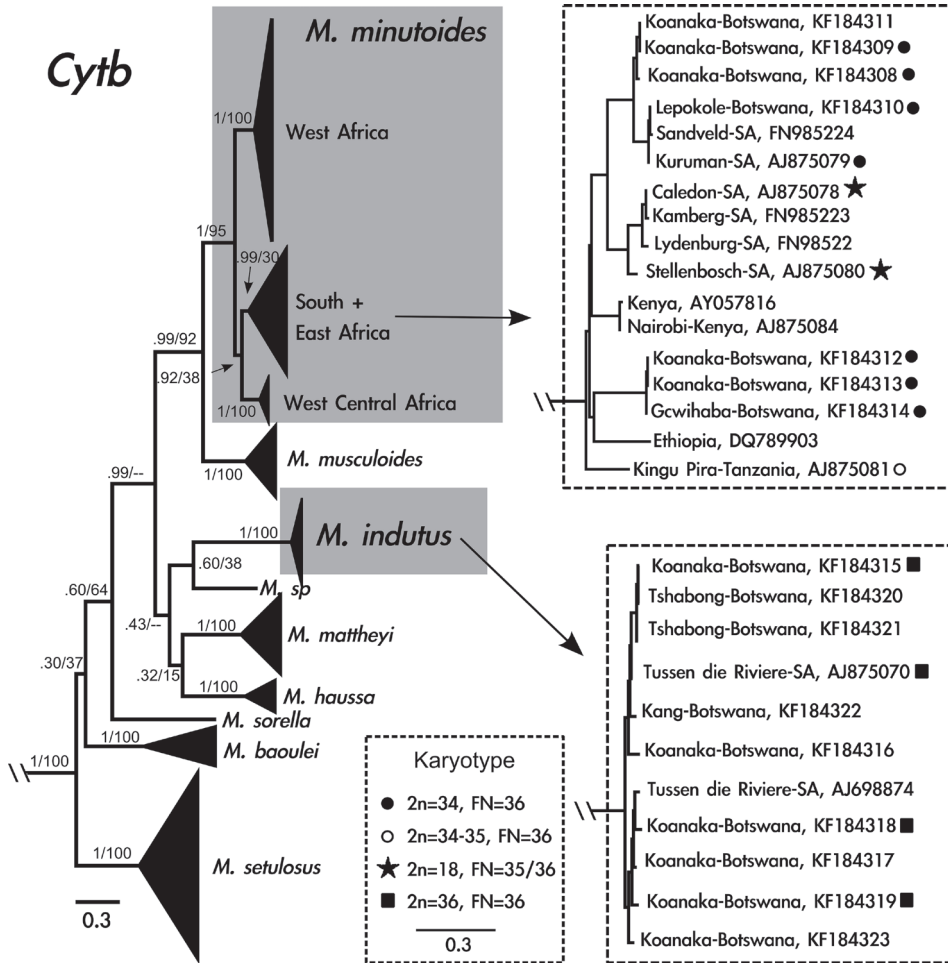 Cytb
M. minutoides
1/100
West Africa
1/95
.99/30
South +
East Africa
.99/92
.92/38
1/100
West Central Africa
1/100
M. musculoides
.99/--
1/100
M. indutus
.60/38
M. sp
.60/64
.43/--
1/100
M. mattheyi
.32/15
1/100
M. haussa
.30/37
M. sorella
1/100
M. baoulei
1/100
1/100
M. setulosus
0.3
Karyotype
2n=34, FN=36
2n=34-35, FN=36
2n=18, FN=35/36
2n=36, FN=36
0.3
Koanaka-Botswana, KF184311
Koanaka-Botswana, KF184309
Koanaka-Botswana, KF184308
Lepokole-Botswana, KF184310
Sandveld-SA, FN985224
Kuruman-SA, AJ875079
Caledon-SA, AJ875078
Kamberg-SA, FN985223
Lydenburg-SA, FN98522
Stellenbosch-SA, AJ875080
Kenya, AY057816
Nairobi-Kenya, AJ875084
Koanaka-Botswana, KF184312
Koanaka-Botswana, KF184313
Gcwihaba-Botswana, KF184314
Ethiopia, DQ789903
Kingu Pira-Tanzania, AJ875081
Koanaka-Botswana, KF184315
Tshabong-Botswana, KF184320
Tshabong-Botswana, KF184321
Tussen die Riviere-SA, AJ875070
Kang-Botswana, KF184322
Koanaka-Botswana, KF184316
Tussen die Riviere-SA, AJ698874
Koanaka-Botswana, KF184318
Koanaka-Botswana, KF184317
Koanaka-Botswana, KF184319
Koanaka-Botswana, KF184323